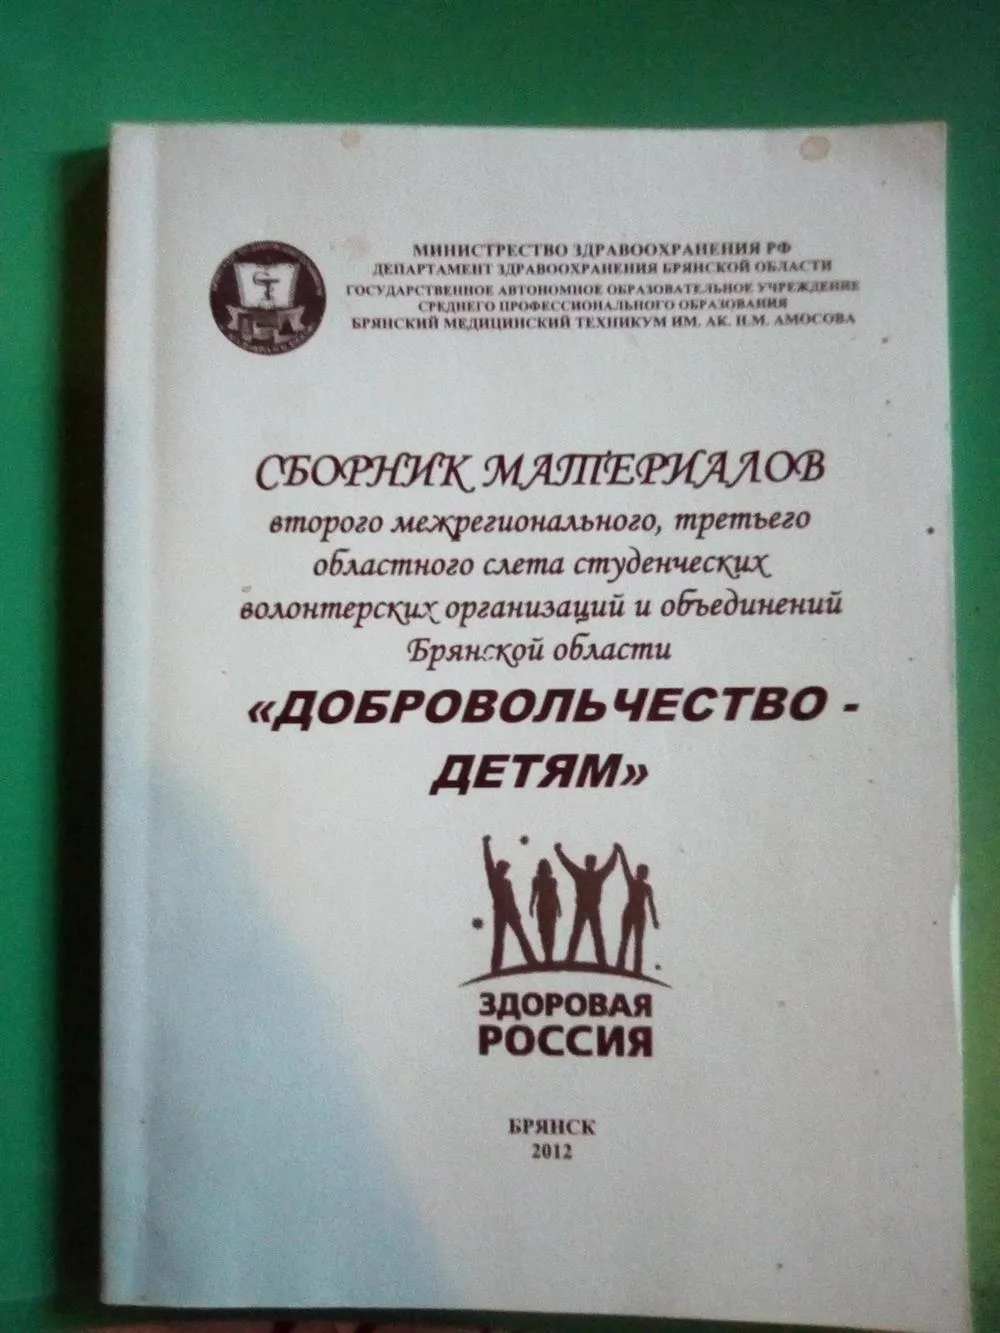 МИНИСТРЕСТВО ЗДРАВООХРАНЕНИЯ РФ
ДЕПАРТАМЕНТ ЗДРАВООХРАНЕНИЯ БРЯНСКОЙ ОБЛАСТИ
ГОСУДАРСТВЕННОЕ АВТОНОМНОЕ ОБРАЗОВАТЕЛЬНОЕ УЧРЕЖДЕНИЕ
СРЕДНЕГО ПРОФЕССИОНАЛЬНОГО ОБРАЗОВАНИЯ
БРЯНСКИЙ МЕДИЦИНСКИЙ ТЕХНИКУМ ИМ. АК. Н.М. АМОСОВА
СБОРНИК МАТЕРИАЛОВ
второго межрегионального, третьего
областного слета студенческих
волонтерских организаций и объединений
Брянской области
«ДОБРОВОЛЬЧЕСТВО -
ДЕТЯМ»
ЗДОРОВАЯ
РОССИЯ
БРЯНСК
2012